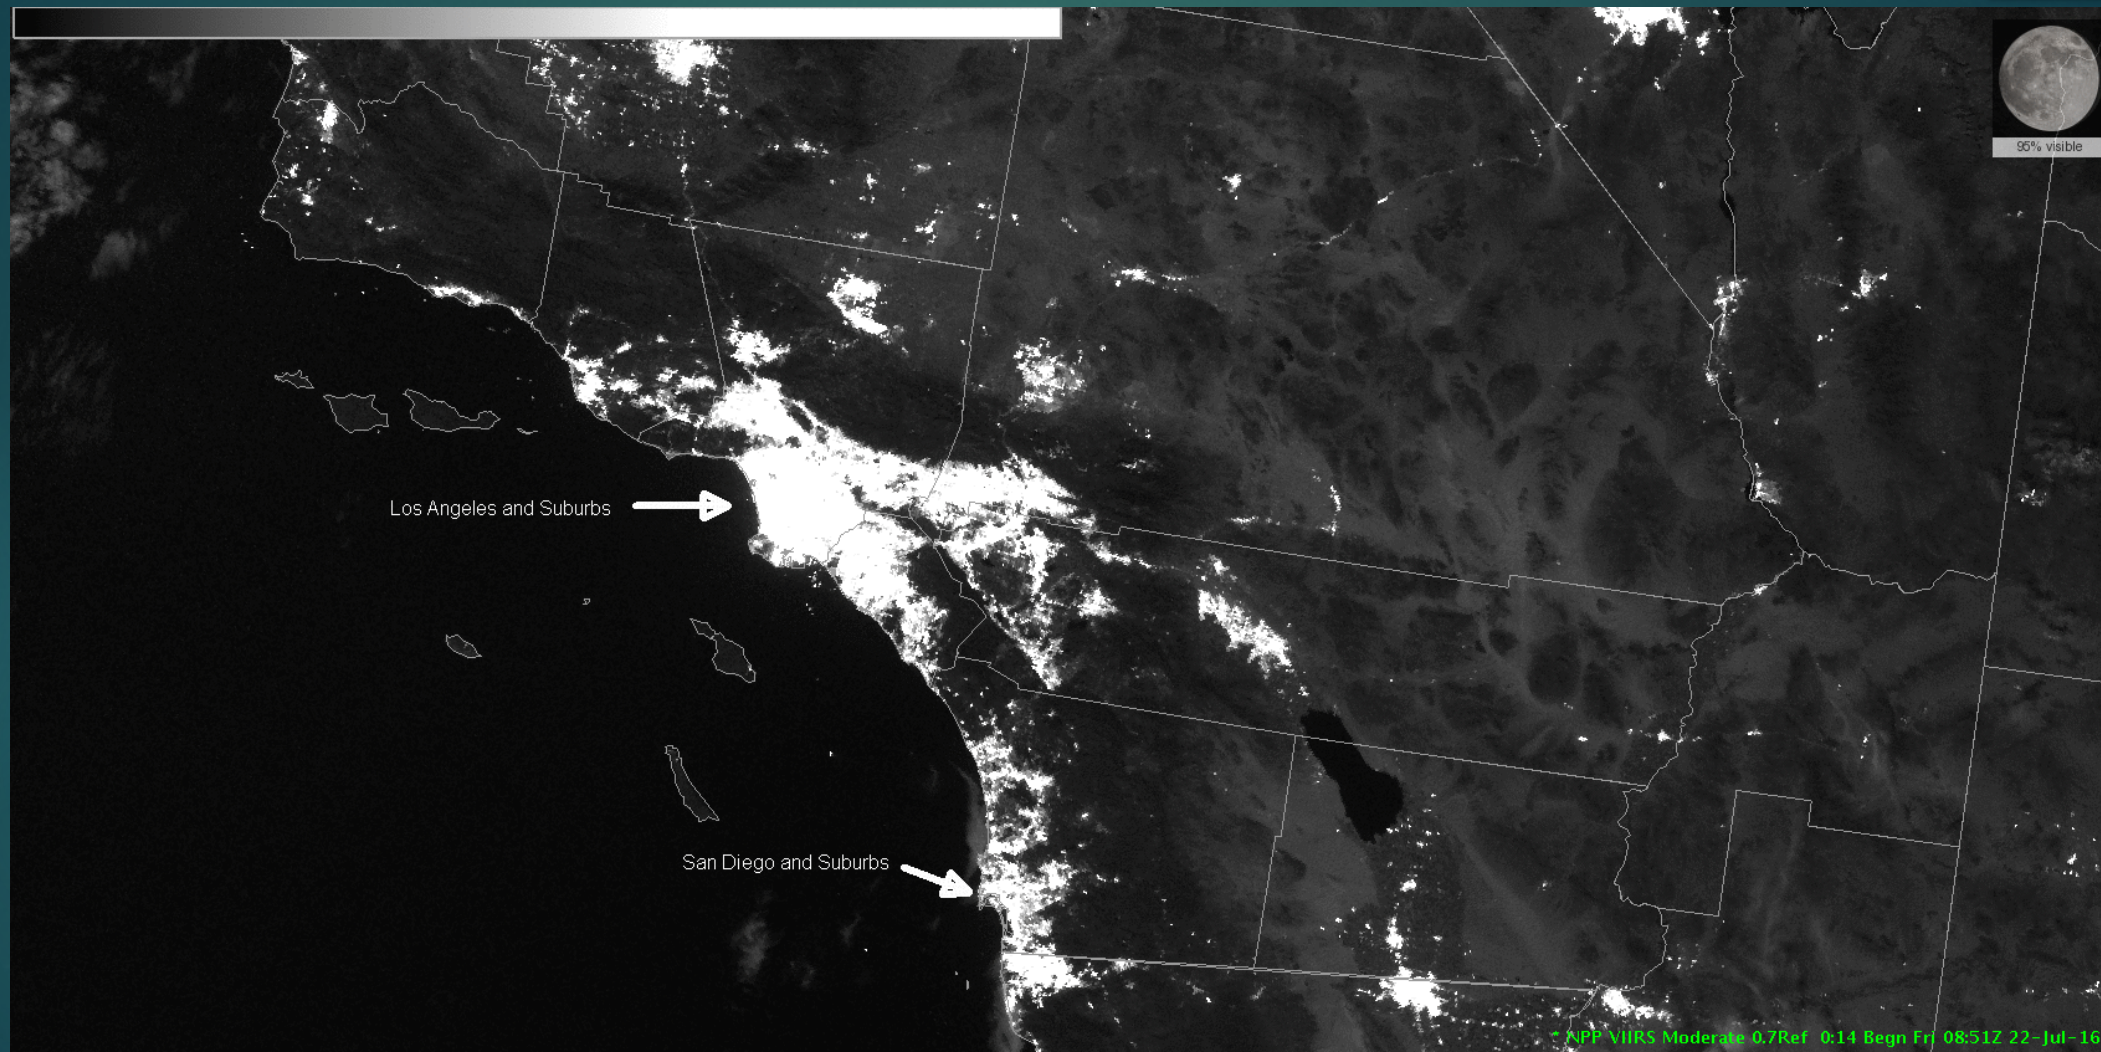 95% visible
Los Angeles and Suburbs
San Diego and Suburbs
* NPP VIIRS Moderate 0.7Ref 0:14 Begn Fri 08:51Z 22-Jul-16